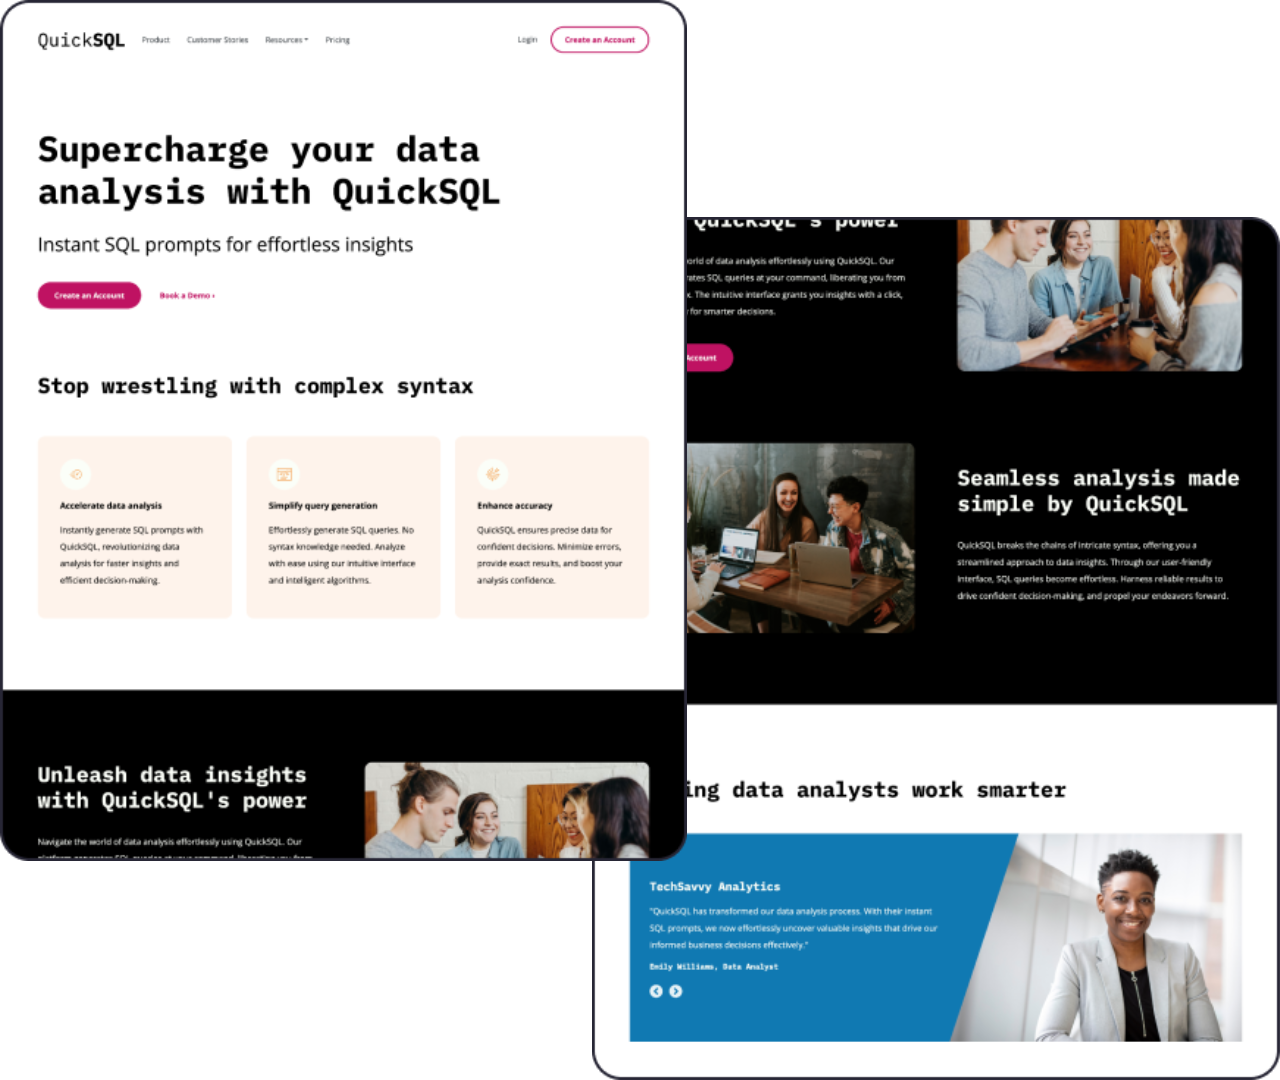 QuickSQL Product Customer Stories Resources Pricing Login Create an Account
Supercharge your data
analysis with QuickSQL
Instant SQL prompts for effortless insights
Create an Account Book a Demo ›
Stop wrestling with complex syntax
Accelerate data analysis
Instantly generate SQL prompts with
QuickSQL, revolutionizing data
analysis for faster insights and
efficient decision-making.
Simplify query generation
Effortlessly generate SQL queries. No
syntax knowledge needed. Analyze
with ease using our intuitive interface
and intelligent algorithms.
Enhance accuracy
QuickSQL ensures precise data for
confident decisions. Minimize errors,
provide exact results, and boost your
analysis confidence.
Unleash data insights
with QuickSQL's power
Navigate the world of data analysis effortlessly using QuickSQL. Our
platform generates SQL queries at your command, liberating you from
QuickSQL's power
orld of data analysis effortlessly using QuickSQL. Our
rates SQL queries at your command, liberating you from
x. The intuitive interface grants you insights with a click,
for smarter decisions.
Account
Seamless analysis made
simple by QuickSQL
QuickSQL breaks the chains of intricate syntax, offering you a
streamlined approach to data insights. Through our user-friendly
interface, SQL queries become effortless. Harness reliable results to
drive confident decision-making, and propel your endeavors forward.
ing data analysts work smarter
TechSavvy Analytics
"QuickSQL has transformed our data analysis process. With their instant
SQL prompts, we now effortlessly uncover valuable insights that drive our
informed business decisions effectively."
Emily Williams, Data Analyst